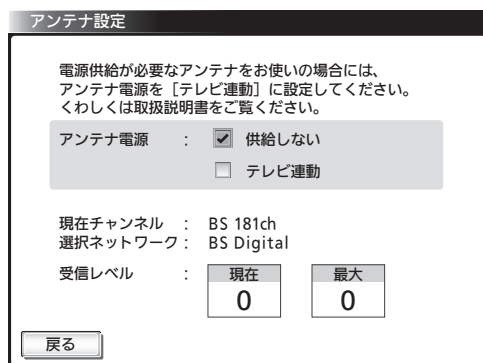 アンテナ設定
電源供給が必要なアンテナをお使いの場合には、
アンテナ電源を[テレビ連動]に設定してください。
くわしくは取扱説明書をご覧ください。
アンテナ電源 : 供給しない
テレビ連動
現在チャンネル : BS 181ch
選択ネットワーク : BS Digital
受信レベル : 現在 最大
0 0
戻る